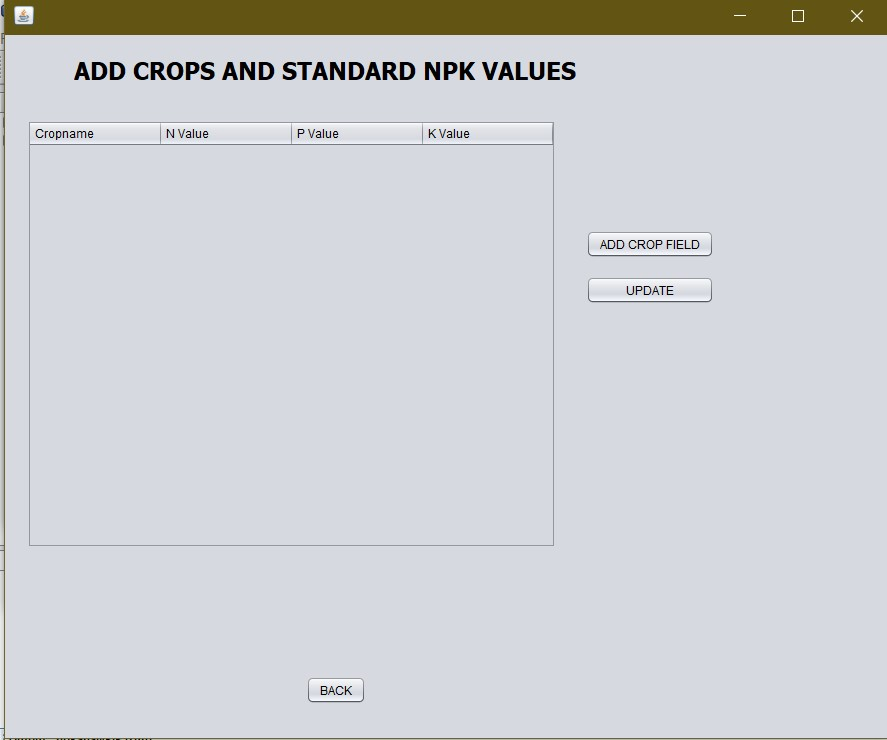 ADD CROPS AND STANDARD NPK VALUES
Cropname N Value P Value K Value
ADD CROP FIELD
UPDATE
BACK